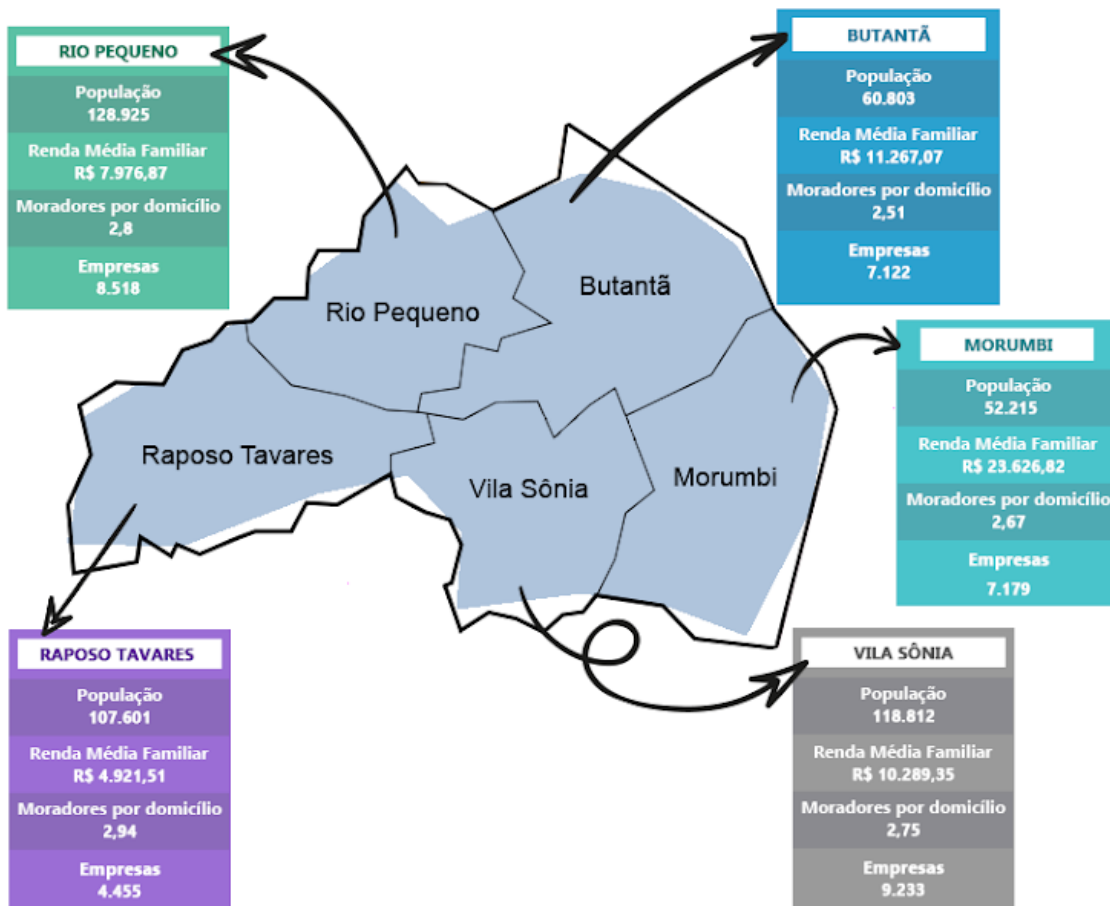 RIO PEQUENO
População
128.925
Renda Média Familiar
R$ 7.976,87
Moradores por domicílio
2,8
Empresas
8.518
BUTANTÃ
População
60.803
Renda Média Familiar
R$ 11.267,07
Moradores por domicílio
2,51
Empresas
7.122
Butantã
Rio Pequeno
MORUMBI
População
52.215
Renda Média Familiar
R$ 23.626,82
Moradores por domicílio
2,67
Empresas
7.179
Raposo Tavares
Vila Sônia
Morumbi
RAPOSO TAVARES
População
107.601
Renda Média Familiar
R$ 4.921,51
Moradores por domicílio
2,94
Empresas
4.455
VILA SÔNIA
População
118.812
Renda Média Familiar
R$ 10.289,35
Moradores por domicílio
2,75
Empresas
9.233